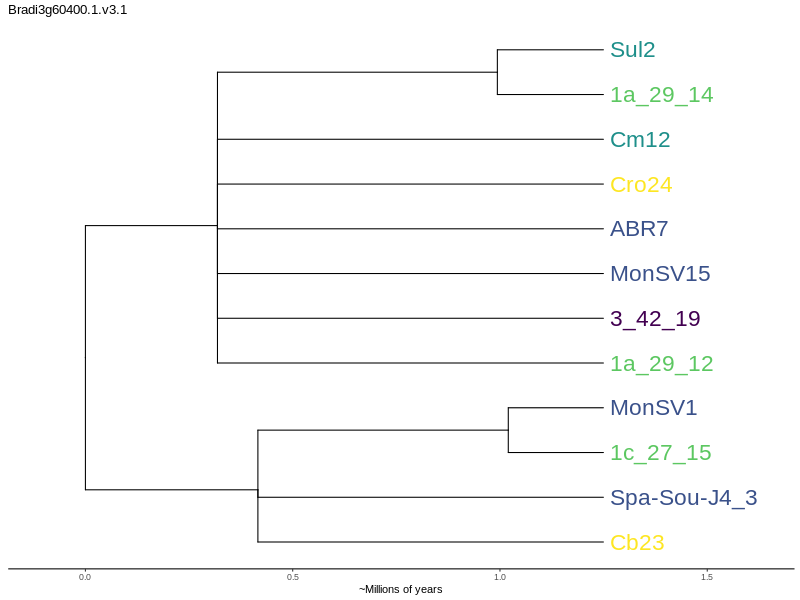 Bradi3g60400.1.v3.1
Sul2
1a_29_14
Cm12
Cro24
ABR7
MonSV15
3_42_19
1a_29_12
MonSV1
1c_27_15
Spa-Sou-J4_3
Cb23
0.0 0.5 1.0 1.5
~Millions of years